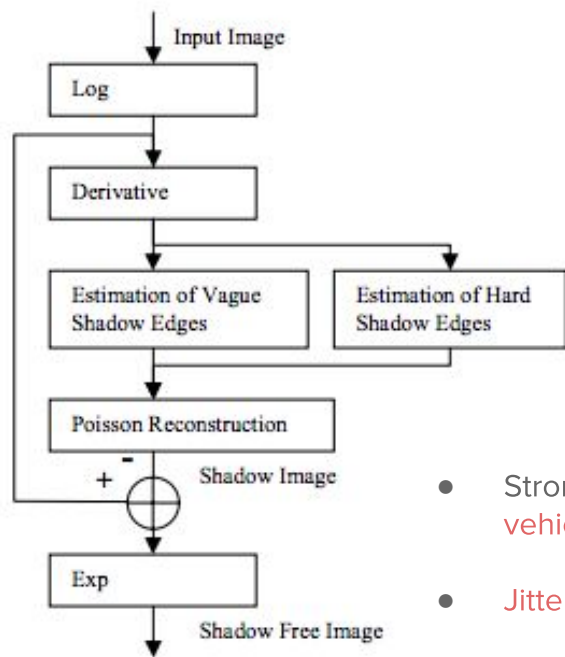 Input Image
Log
Derivative
Estimation of Vague
Shadow Edges
Estimation of Hard
Shadow Edges
Poisson Reconstruction
-
+
Shadow Image
Exp
Shadow Free Image